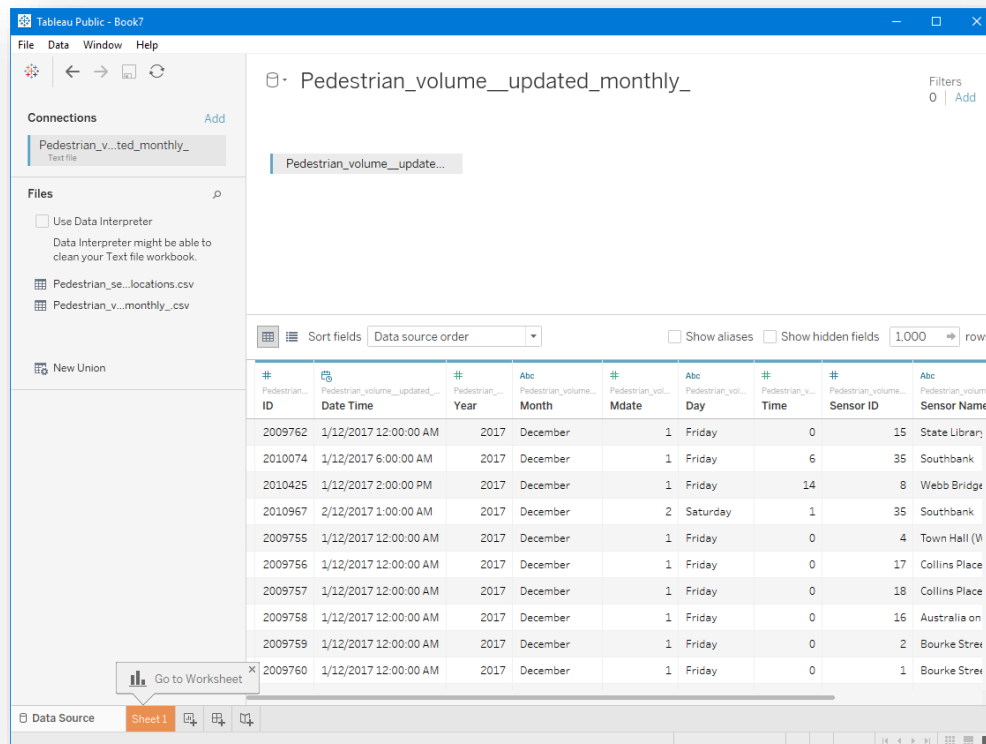 Tableau Public - Book7
File Data Window Help
Pedestrian_volume__updated_monthly_
Filters
0 Add
Connections Add
Pedestrian_v...ted_monthly_
Text file
Pedestrian_volume__update...
Files
Use Data Interpreter
Data Interpreter might be able to
clean your Text file workbook.
Pedestrian_se...locations.csv
Pedestrian_v...monthly_.csv
New Union
Sort fields Data source order Show aliases Show hidden fields 1,000 rows
# Abc # Abc # # Abc
Pedestrian... Pedestrian_volume__updated_... Pedestrian_... Pedestrian_volume... Pedestrian_vol... Pedestrian_vol... Pedestrian_v... Pedestrian_volume... Pedestrian_volum
ID Date Time Year Month Mdate Day Time Sensor ID Sensor Name
2009762 1/12/2017 12:00:00 AM 2017 December 1 Friday 0 15 State Library
2010074 1/12/2017 6:00:00 AM 2017 December 1 Friday 6 35 Southbank
2010425 1/12/2017 2:00:00 PM 2017 December 1 Friday 14 8 Webb Bridge
2010967 2/12/2017 1:00:00 AM 2017 December 2 Saturday 1 35 Southbank
2009755 1/12/2017 12:00:00 AM 2017 December 1 Friday 0 4 Town Hall (W
2009756 1/12/2017 12:00:00 AM 2017 December 1 Friday 0 17 Collins Place
2009757 1/12/2017 12:00:00 AM 2017 December 1 Friday 0 18 Collins Place
2009758 1/12/2017 12:00:00 AM 2017 December 1 Friday 0 16 Australia on
2009759 1/12/2017 12:00:00 AM 2017 December 1 Friday 0 2 Bourke Stree
2009760 1/12/2017 12:00:00 AM 2017 December 1 Friday 0 1 Bourke Stree
Go to Worksheet
Data Source Sheet 1